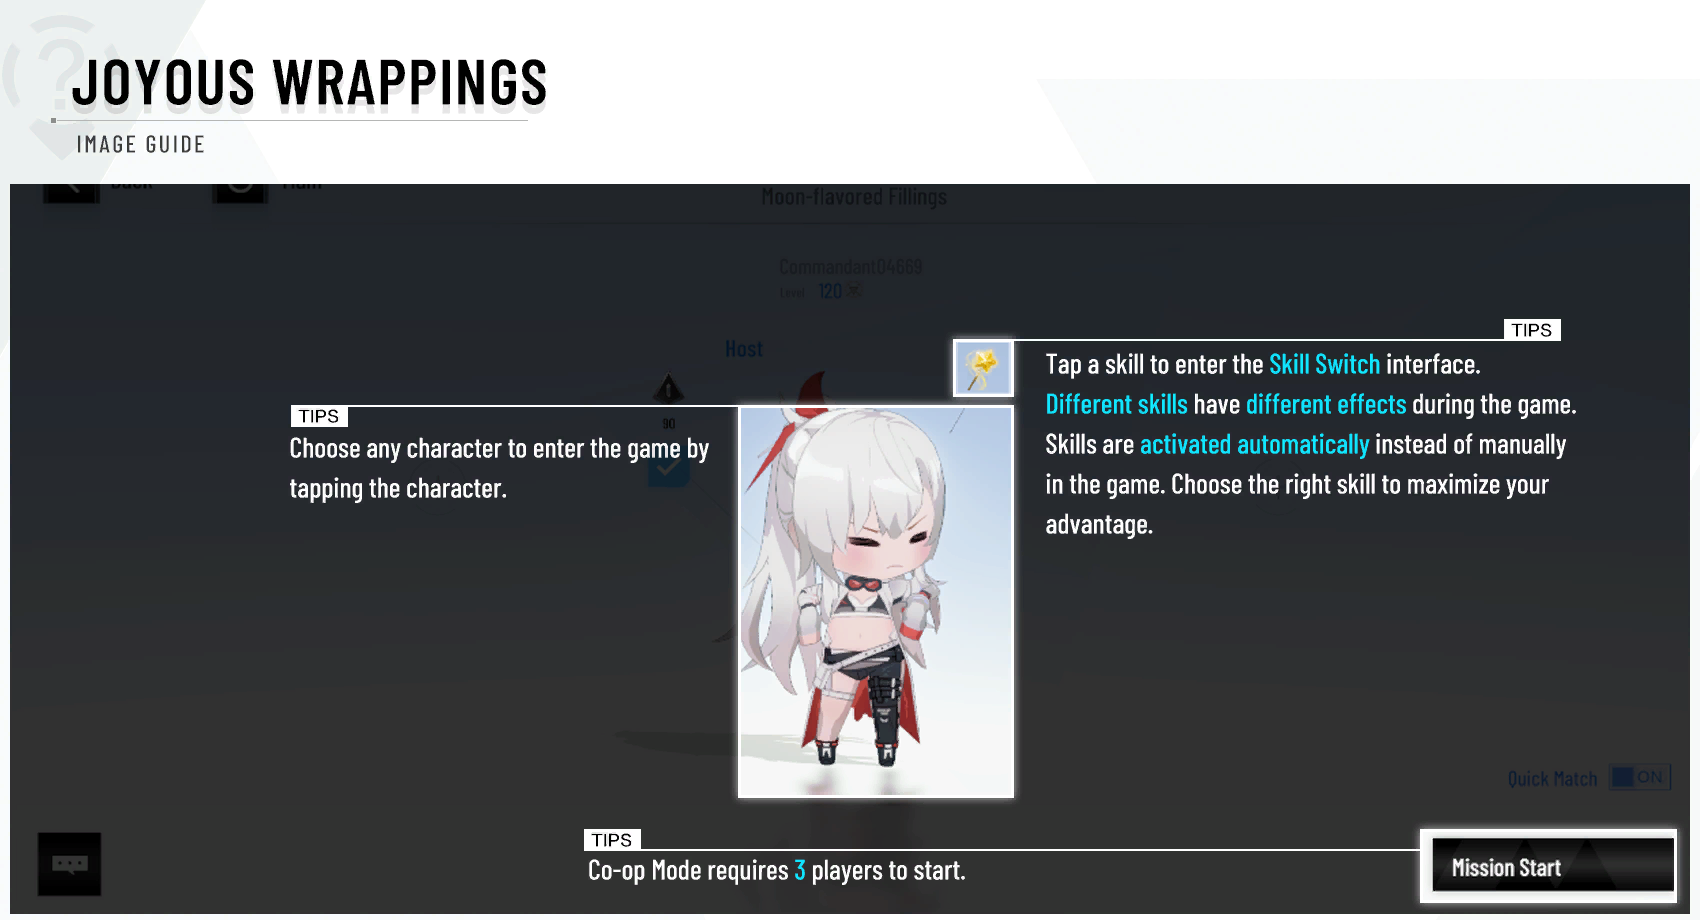 JOYOUS WRAPPINGS
IMAGE GUIDE
Back
Main
Moon-flavored Fillings
Commandant04669
Level 120
Host
TIPS
Tap a skill to enter the Skill Switch interface.
Different skills have different effects during the game.
Skills are activated automatically instead of manually
in the game. Choose the right skill to maximize your
advantage.
TIPS
90
Choose any character to enter the game by
tapping the character.
Quick Match ON
TIPS
Co-op Mode requires 3 players to start.
Mission Start